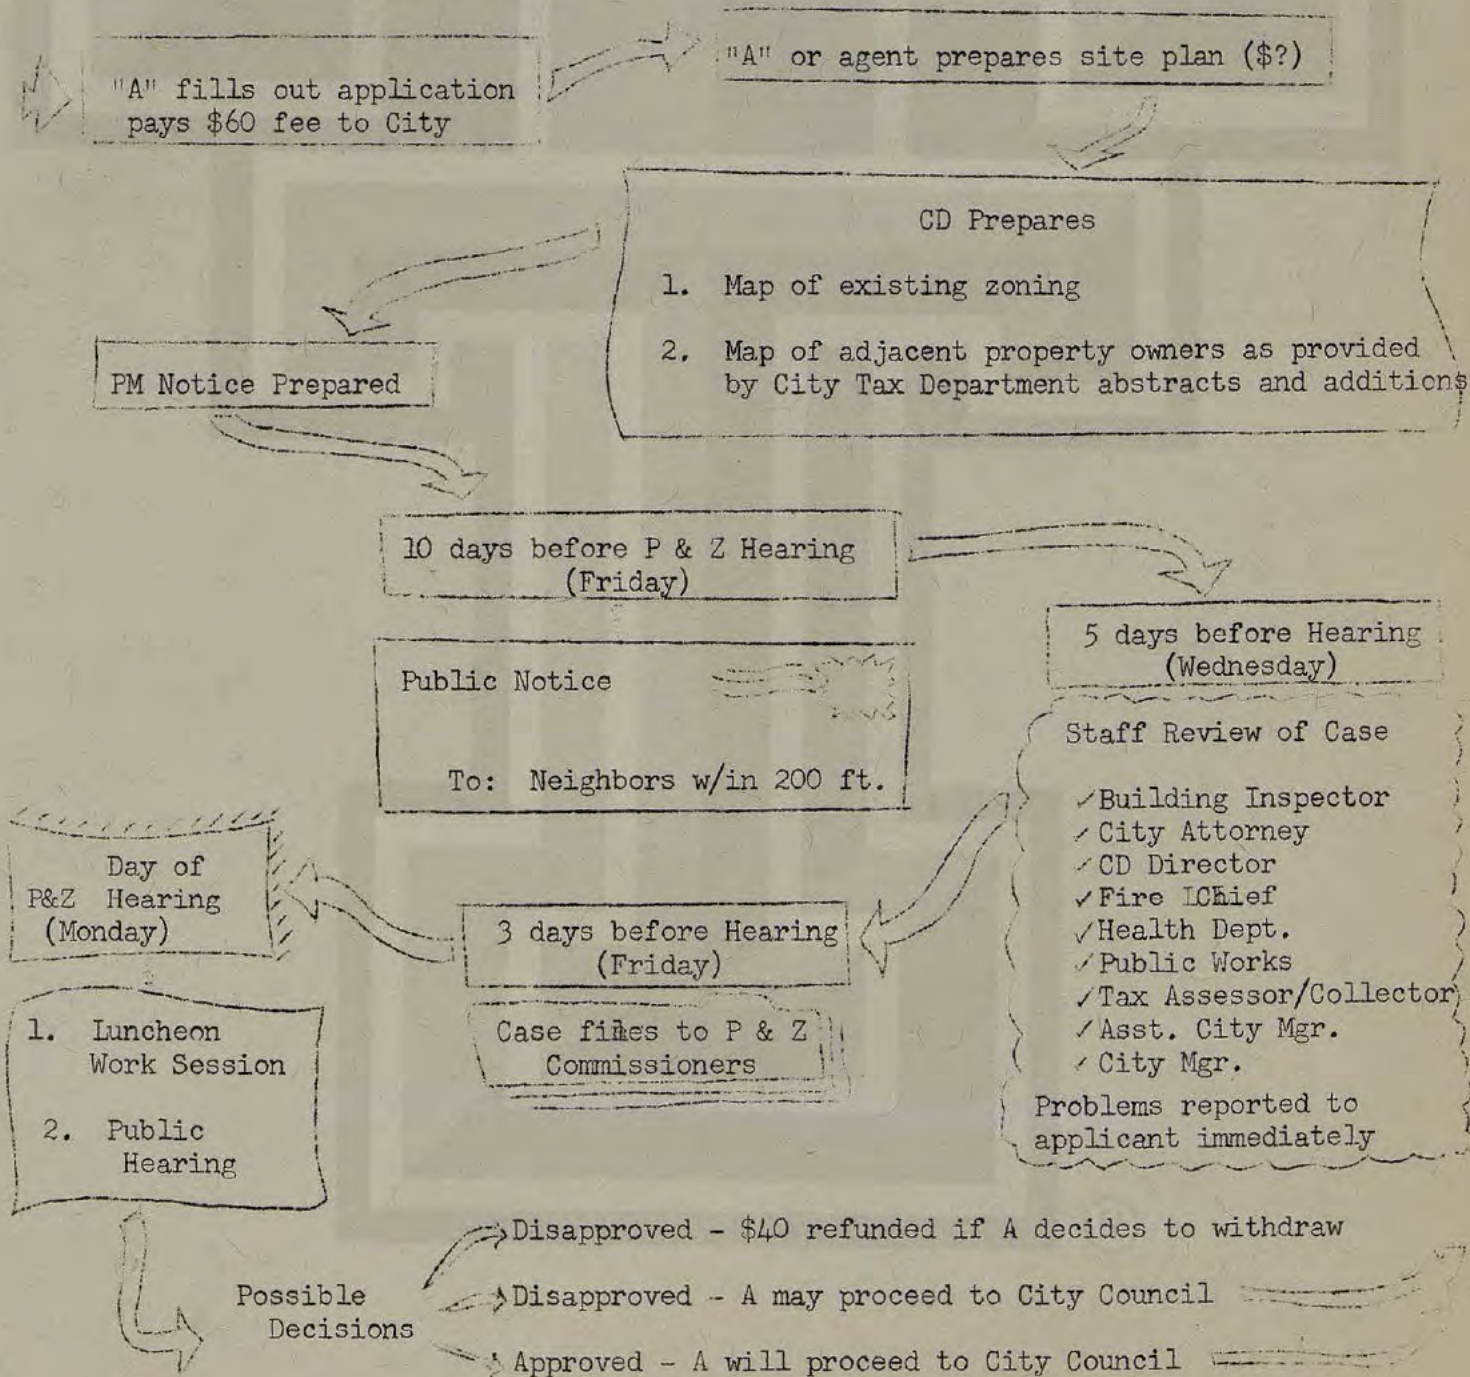 "A" fills out application
pays $60 fee to City
"A" or agent prepares site plan ($?)
CD Prepares
1. Map of existing zoning
2. Map of adjacent property owners as provided
by City Tax Department abstracts and additions
PM Notice Prepared
10 days before P & Z Hearing
(Friday)
Public Notice
To: Neighbors w/in 200 ft.
5 days before Hearing
(Wednesday)
Staff Review of Case
✓Building Inspector
✓City Attorney
✓CD Director
✓Fire Chief
✓Health Dept.
✓Public Works
✓Tax Assessor/Collector
✓Asst. City Mgr.
✓City Mgr.
Problems reported to
applicant immediately
3 days before Hearing
(Friday)
Case files to P & Z
Commissioners
Day of
P&Z Hearing
(Monday)
1. Luncheon
Work Session
2. Public
Hearing
Possible
Decisions
Disapproved - $40 refunded if A decides to withdraw
Disapproved - A may proceed to City Council
Approved - A will proceed to City Council